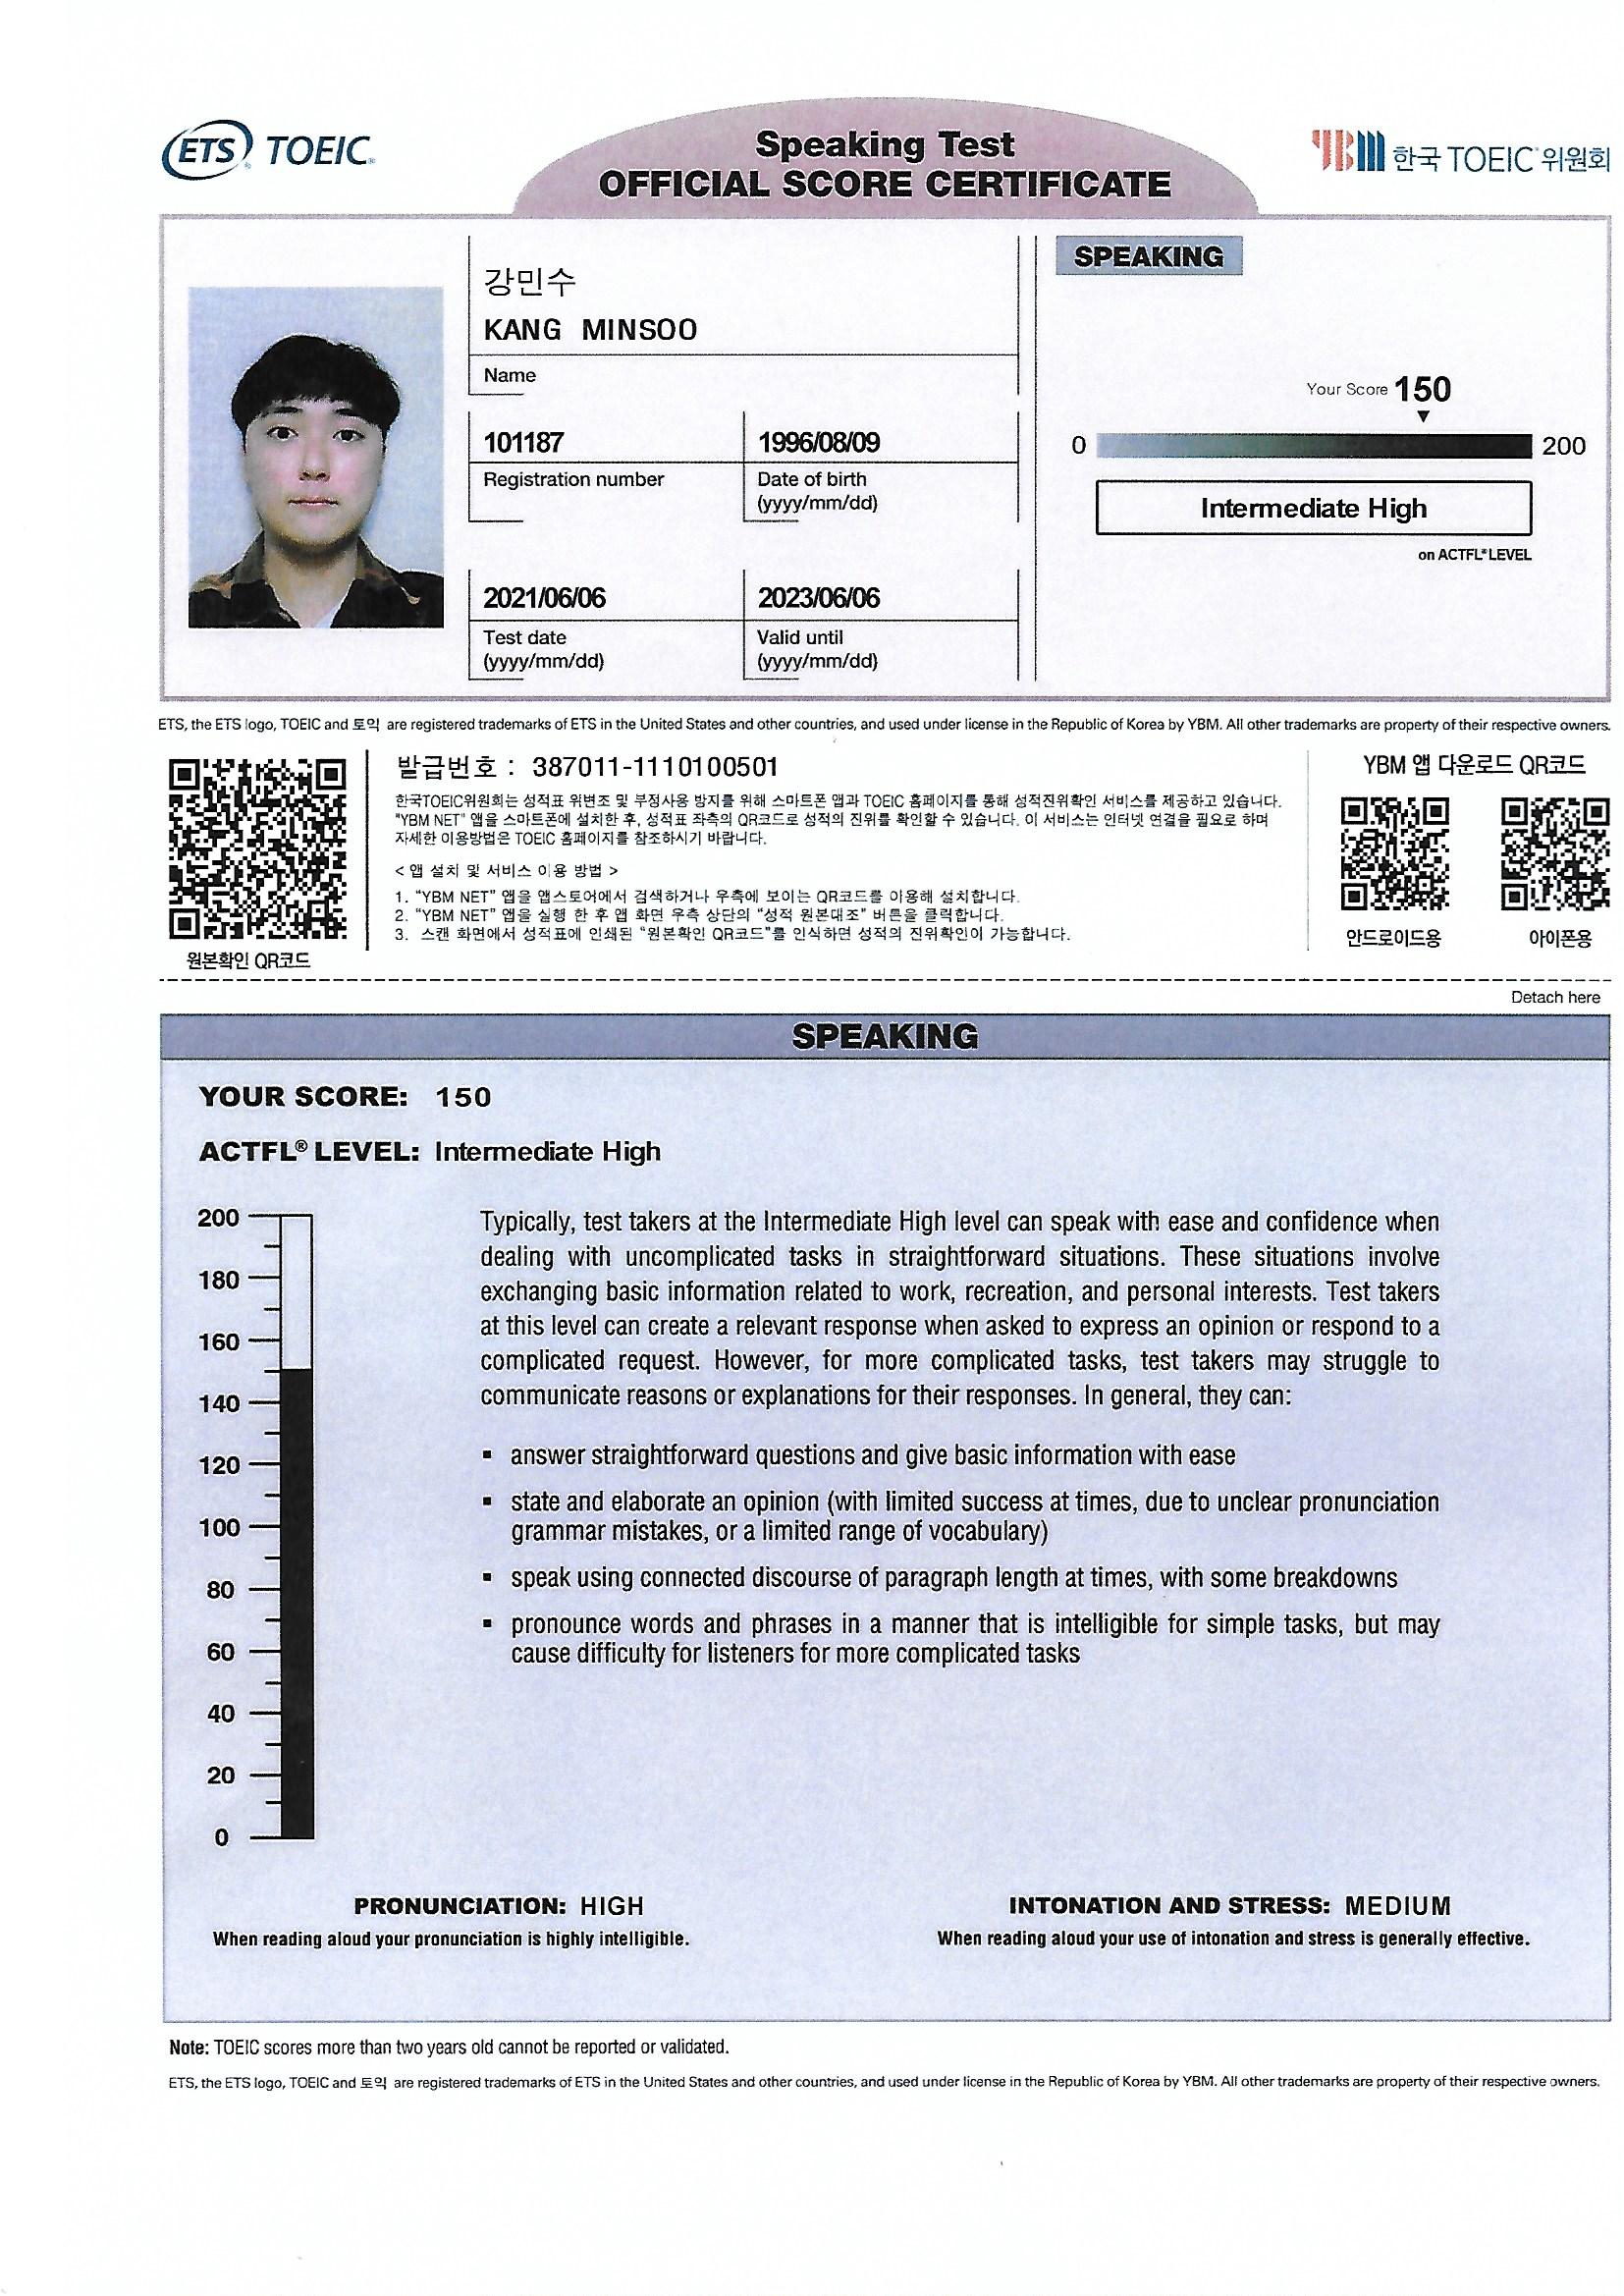 ETS TOEIC®
Speaking Test
OFFICIAL SCORE CERTIFICATE
YBM 한국TOEIC위원회
강민수
KANG MINSOO
Name
101187
Registration number
1996/08/09
Date of birth
(yyyy/mm/dd)
2021/06/06
Test date
(yyyy/mm/dd)
2023/06/06
Valid until
(yyyy/mm/dd)
SPEAKING
Your Score 150
0
200
Intermediate High
on ACTFL® LEVEL
ETS, the ETS logo, TOEIC and 토익 are registered trademarks of ETS in the United States and other countries, and used under license in the Republic of Korea by YBM. All other trademarks are property of their respective owners.
원본확인 QR코드
발급번호 : 387011-1110100501
한국TOEIC위원회는 성적표 위변조 및 부정사용 방지를 위해 스마트폰 앱과 TOEIC 홈페이지를 통해 성적진위확인 서비스를 제공하고 있습니다.
"YBM NET" 앱을 스마트폰에 설치한 후, 성적표 좌측의 QR코드로 성적의 진위를 확인할 수 있습니다. 이 서비스는 인터넷 연결을 필요로 하며
자세한 이용방법은 TOEIC 홈페이지를 참조하시기 바랍니다.
< 앱 설치 및 서비스 이용 방법 >
1. "YBM NET" 앱을 앱스토어에서 검색하거나 우측에 보이는 QR코드를 이용해 설치합니다.
2. "YBM NET" 앱을 실행 한 후 앱 화면 우측 상단의 "성적 원본대조" 버튼을 클릭합니다.
3. 스캔 화면에서 성적표에 인쇄된 "원본확인 QR코드"를 인식하면 성적의 진위확인이 가능합니다.
YBM 앱 다운로드 QR코드
안드로이드용
아이폰용
Detach here
SPEAKING
YOUR SCORE: 150
ACTFL® LEVEL: Intermediate High
200
180
160
140
120
100
80
60
40
20
0
Typically, test takers at the Intermediate High level can speak with ease and confidence when
dealing with uncomplicated tasks in straightforward situations. These situations involve
exchanging basic information related to work, recreation, and personal interests. Test takers
at this level can create a relevant response when asked to express an opinion or respond to a
complicated request. However, for more complicated tasks, test takers may struggle to
communicate reasons or explanations for their responses. In general, they can:
▪ answer straightforward questions and give basic information with ease
▪ state and elaborate an opinion (with limited success at times, due to unclear pronunciation
grammar mistakes, or a limited range of vocabulary)
▪ speak using connected discourse of paragraph length at times, with some breakdowns
▪ pronounce words and phrases in a manner that is intelligible for simple tasks, but may
cause difficulty for listeners for more complicated tasks
PRONUNCIATION: HIGH
When reading aloud your pronunciation is highly intelligible.
INTONATION AND STRESS: MEDIUM
When reading aloud your use of intonation and stress is generally effective.
Note: TOEIC scores more than two years old cannot be reported or validated.
ETS, the ETS logo, TOEIC and 토익 are registered trademarks of ETS in the United States and other countries, and used under license in the Republic of Korea by YBM. All other trademarks are property of their respective owners.